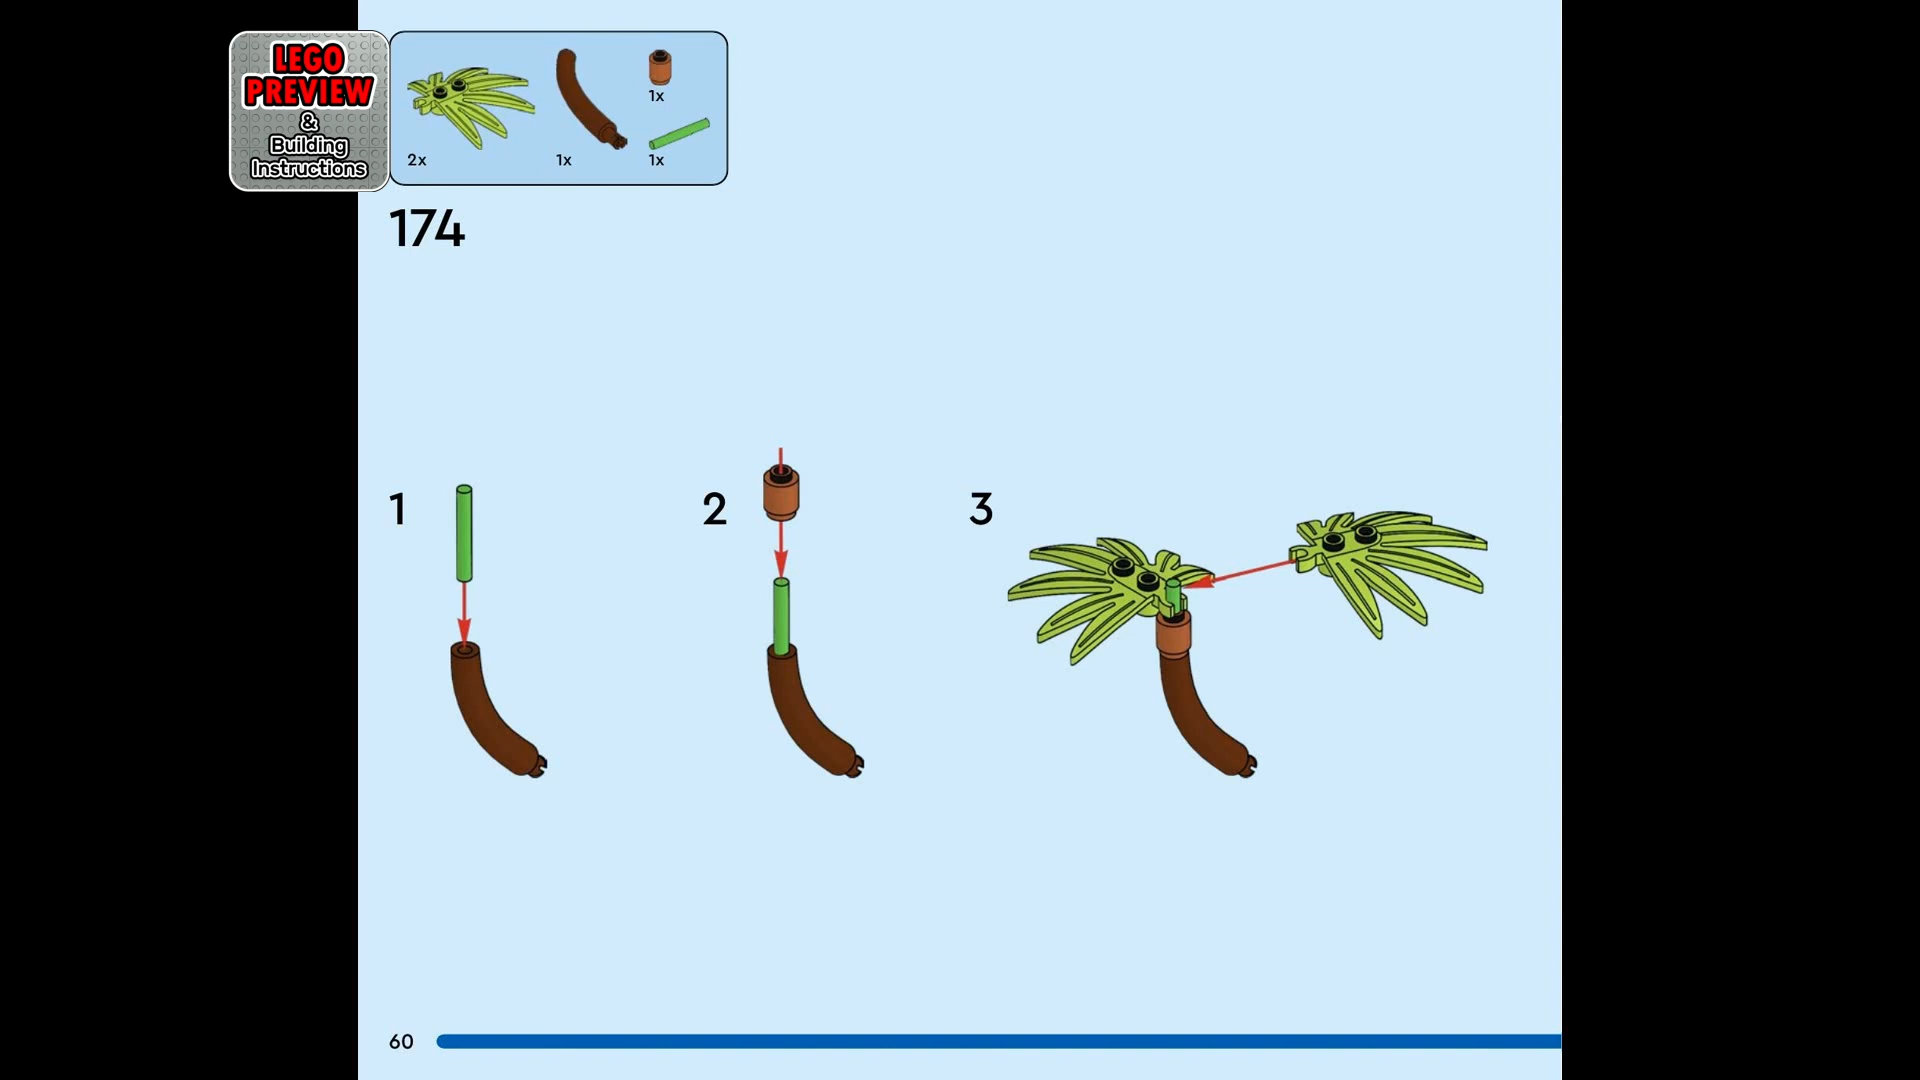 LEGO
PREVIEW
&
Building
Instructions
2x
1x
1x
1x
174
1
2
3
60